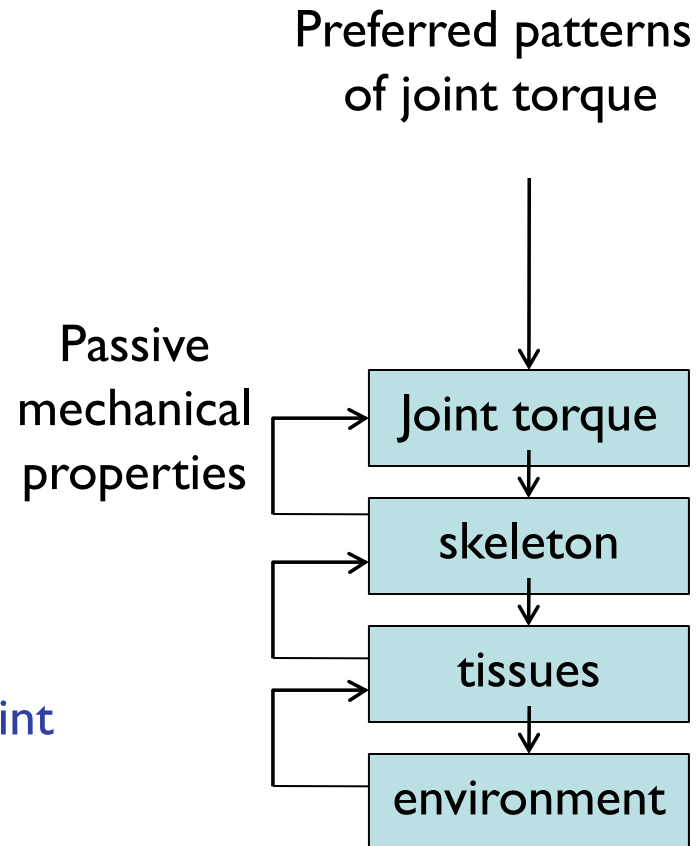 Preferred patterns
of joint torque
Passive
mechanical
properties
Joint torque
skeleton
tissues
int
environment